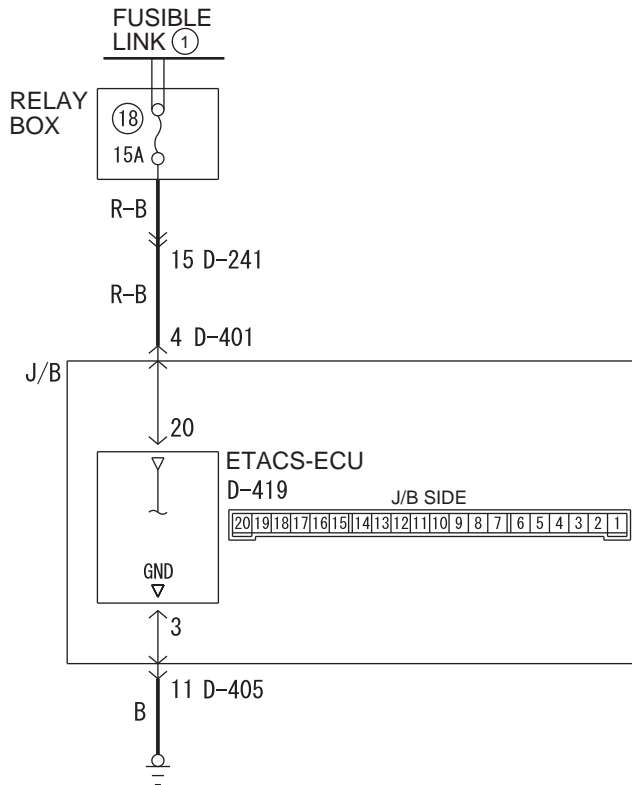 FUSIBLE
LINK ①
RELAY
BOX
⑱
15A
R-B
15 D-241
R-B
4 D-401
J/B
20
ETACS-ECU
D-419
J/B SIDE
20 19 18 17 16 15 14 13 12 11 10 9 8 7 6 5 4 3 2 1
GND
3
11 D-405
B